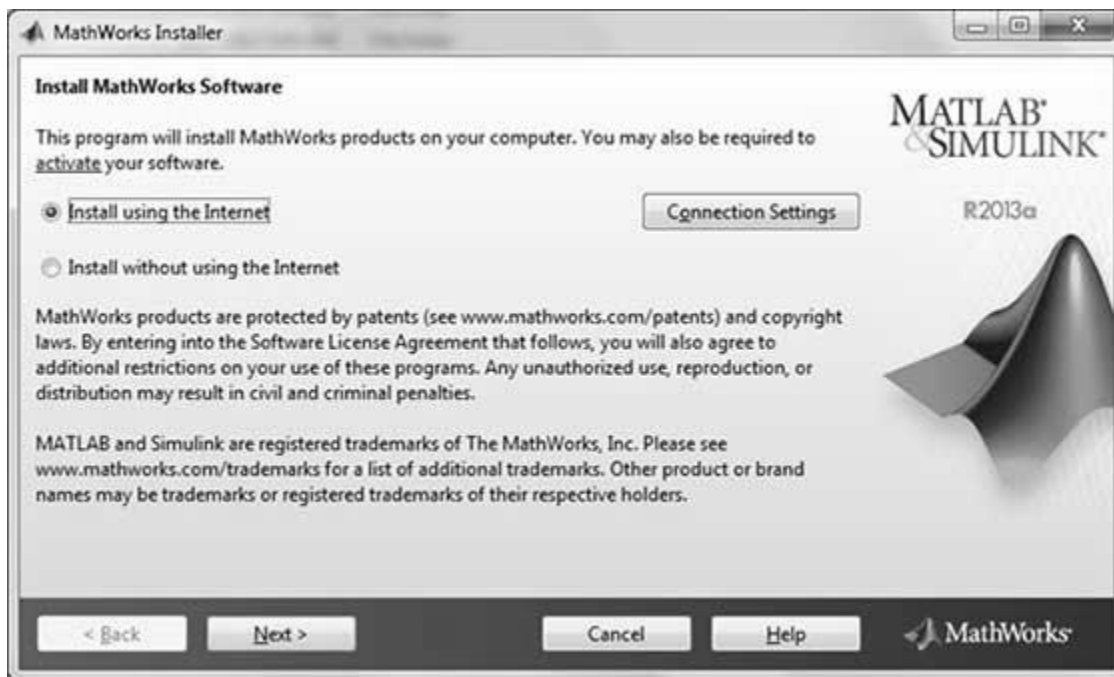 MathWorks Installer
Install MathWorks Software
This program will install MathWorks products on your computer. You may also be required to
activate your software.
Install using the Internet
Connection Settings
Install without using the Internet
MathWorks products are protected by patents (see www.mathworks.com/patents) and copyright
laws. By entering into the Software License Agreement that follows, you will also agree to
additional restrictions on your use of these programs. Any unauthorized use, reproduction, or
distribution may result in civil and criminal penalties.
MATLAB and Simulink are registered trademarks of The MathWorks, Inc. Please see
www.mathworks.com/trademarks for a list of additional trademarks. Other product or brand
names may be trademarks or registered trademarks of their respective holders.
MATLAB®
&SIMULINK®
R2013a
< Back
Next >
Cancel
Help
MathWorks®